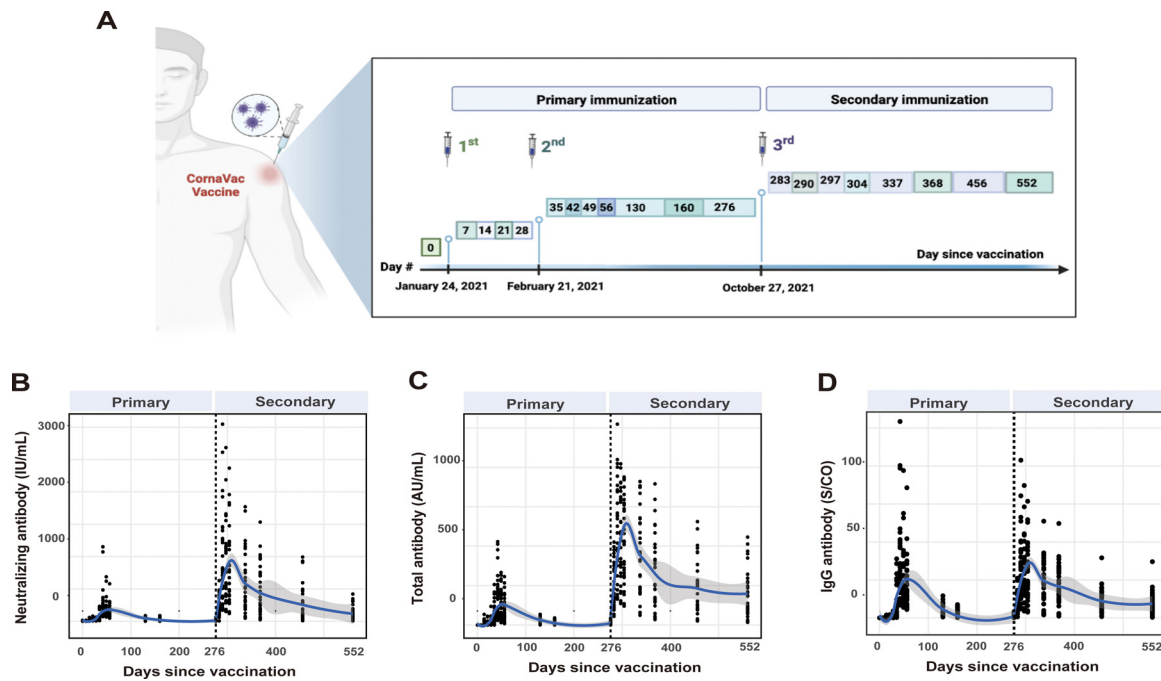 A
Primary immunization
Secondary immunization
1st
2nd
3rd
CornaVac
Vaccine
283 290 297 304 337 368 456 552
35 42 49 56 130 160 276
7 14 21 28
0
Day since vaccination
Day #
January 24, 2021
February 21, 2021
October 27, 2021
B
Primary
Secondary
Neutralizing antibody (IU/mL)
3000
2000
1000
0
0 100 200 276 400 552
Days since vaccination
C
Primary
Secondary
Total antibody (AU/mL)
1000
500
0
0 100 200 276 400 552
Days since vaccination
D
Primary
Secondary
IgG antibody (S/CO)
100
50
0
0 100 200 276 400 552
Days since vaccination